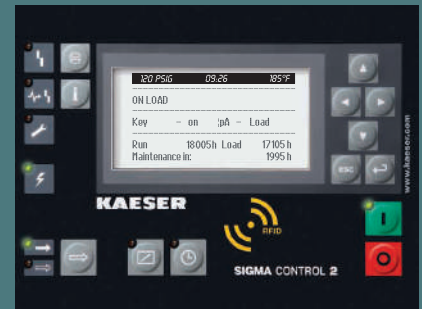 120 PSIG 09:26 185°F
ON LOAD
Key - on :pA - Load
Run 18005h Load 17105 h
Maintenance in: 1995 h
esc
www.kaeser.com
KAESER
RFID
I
O
SIGMA CONTROL 2